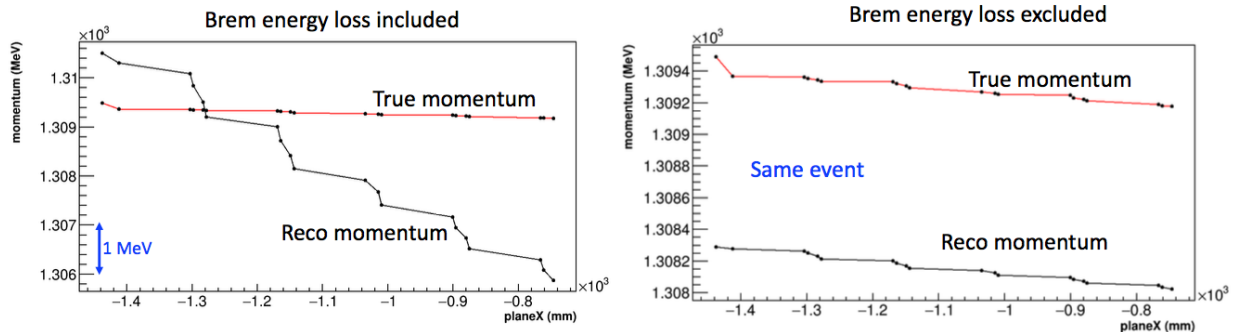 Brem energy loss included
×10³
momentum (MeV)
1.31
1.309
1.308
1.307
1.306
True momentum
Reco momentum
1 MeV
−1.4
−1.3
−1.2
−1.1
−1
−0.9
−0.8
×10³
planeX (mm)
Brem energy loss excluded
×10³
momentum (MeV)
1.3094
1.3092
1.309
1.3088
1.3086
1.3084
1.3082
1.308
True momentum
Same event
Reco momentum
−1.4
−1.3
−1.2
−1.1
−1
−0.9
−0.8
×10³
planeX (mm)